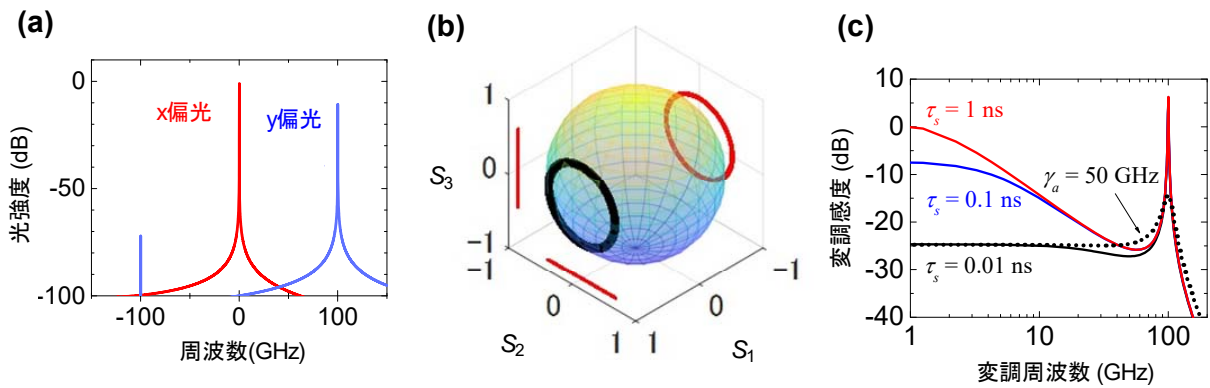 (a)
光強度 (dB)
0
-50
-100
x偏光
y偏光
-100
0
100
周波数(GHz)
(b)
S3
1
0
-1
-1
0
1
S2
1
0
-1
S1
(c)
変調感度 (dB)
10
0
-10
-20
-30
-40
τs = 1 ns
τs = 0.1 ns
τs = 0.01 ns
γa = 50 GHz
1
10
100
変調周波数 (GHz)